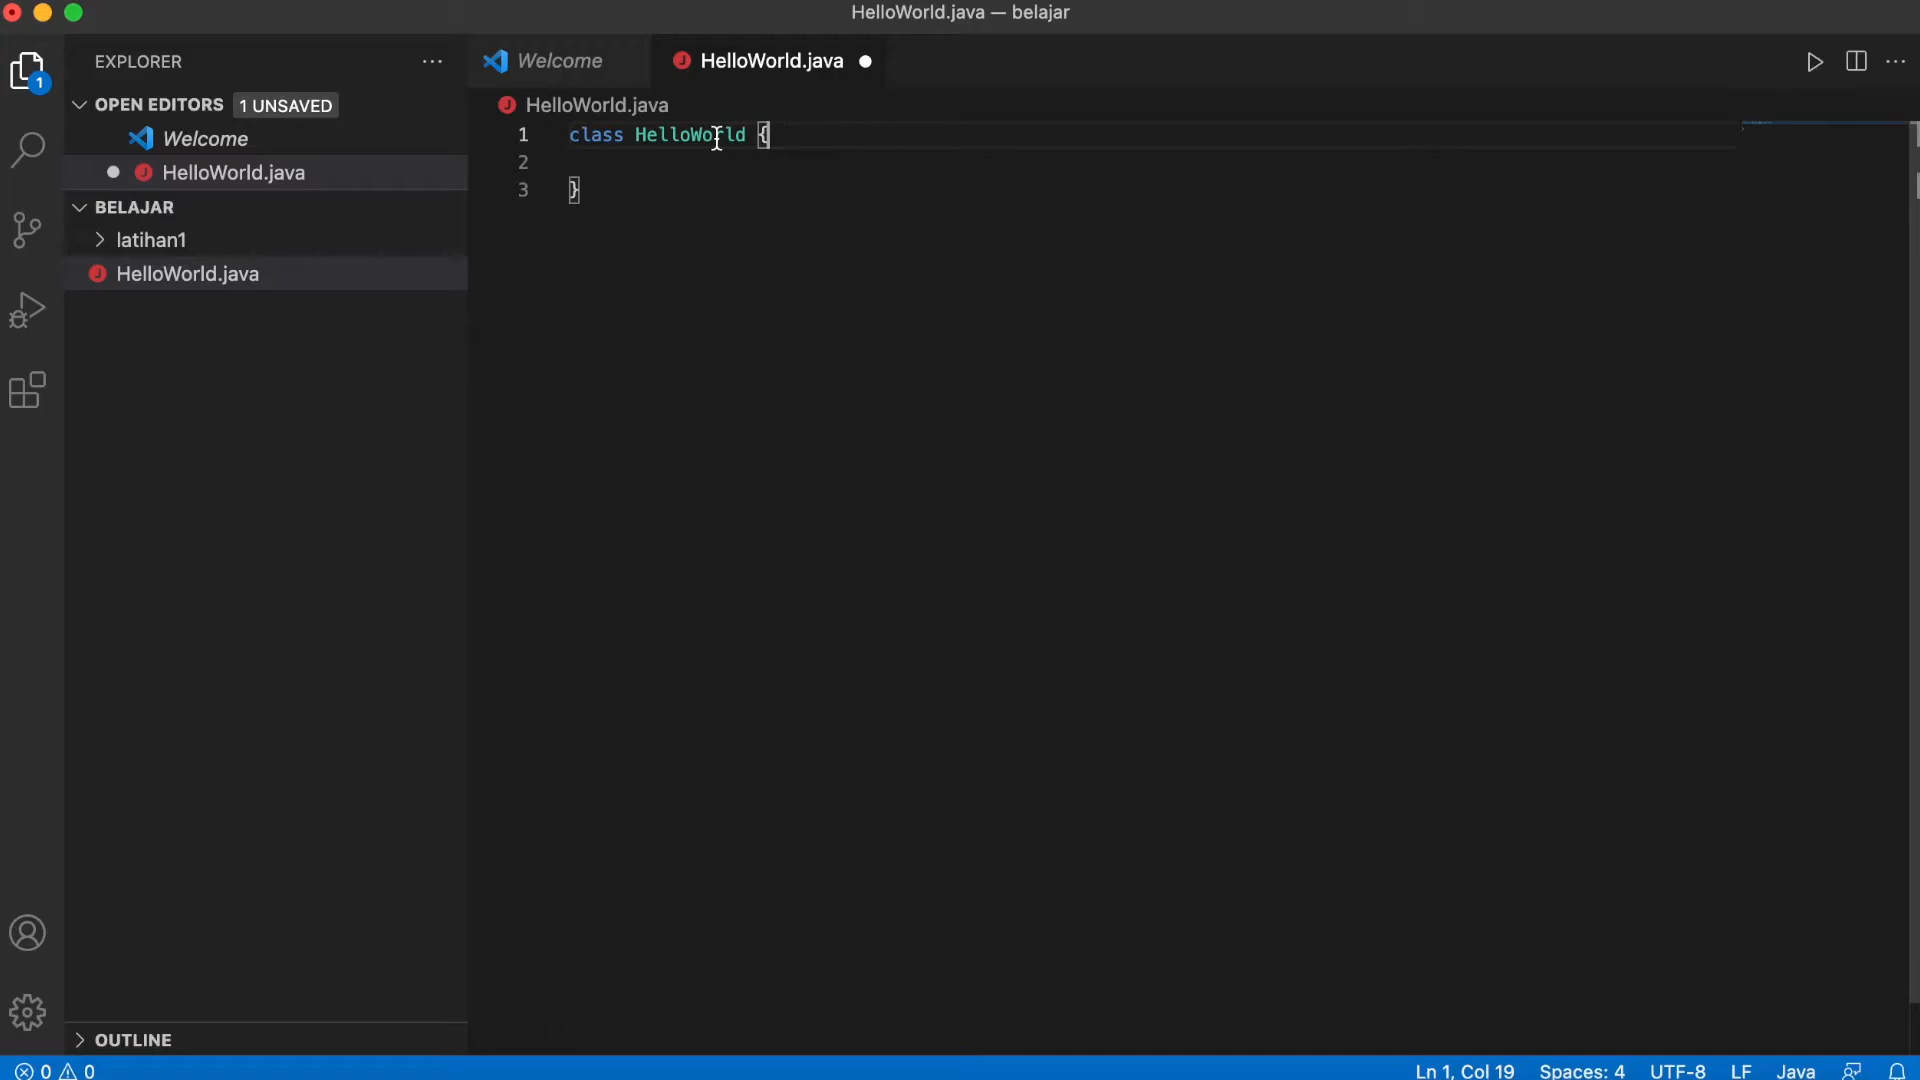 HelloWorld.java — belajar
EXPLORER
Welcome
HelloWorld.java
1
OPEN EDITORS 1 UNSAVED
Welcome
HelloWorld.java
BELAJAR
latihan1
HelloWorld.java
OUTLINE
HelloWorld.java
1 class HelloWorld {
2
3 }
0 0
Ln 1, Col 19 Spaces: 4 UTF-8 LF Java